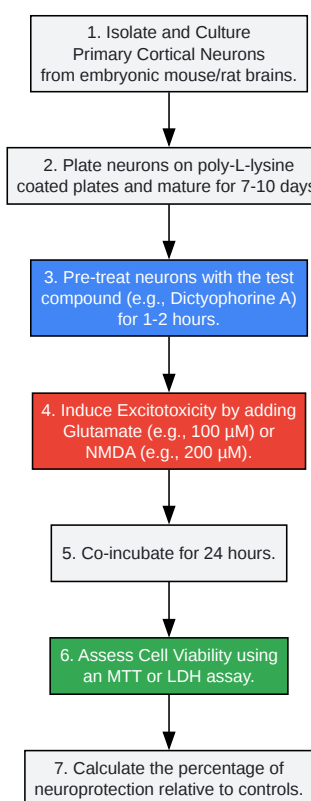 1. Isolate and Culture
Primary Cortical Neurons
from embryonic mouse/rat brains.
2. Plate neurons on poly-L-lysine
coated plates and mature for 7-10 days
3. Pre-treat neurons with the test
compound (e.g., Dictyophorine A)
for 1-2 hours.
4. Induce Excitotoxicity by adding
Glutamate (e.g., 100 µM) or
NMDA (e.g., 200 µM).
5. Co-incubate for 24 hours.
6. Assess Cell Viability using
an MTT or LDH assay.
7. Calculate the percentage of
neuroprotection relative to controls.